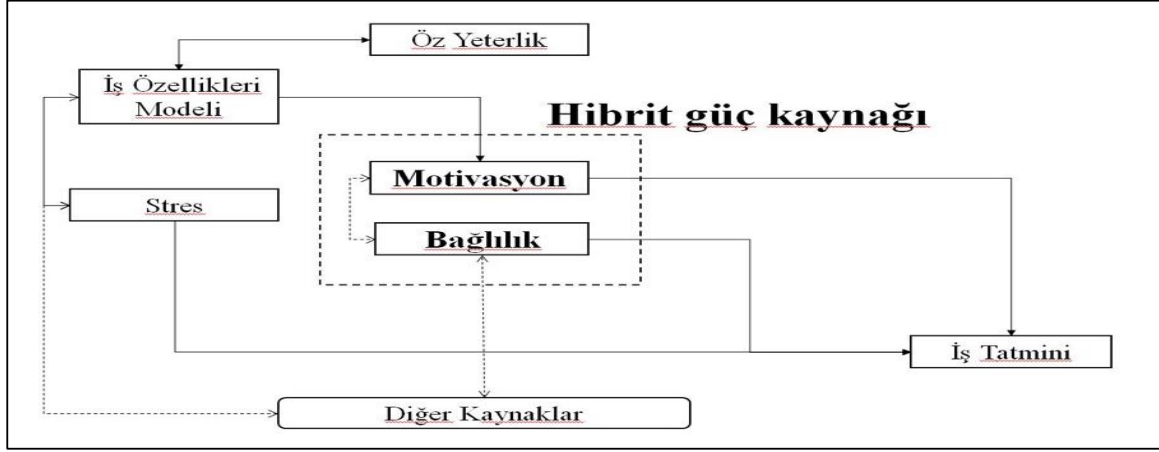 Öz Yeterlik
İş Özellikleri
Modeli
Hibrit güç kaynağı
Motivasyon
Stres
Bağlılık
İş Tatmini
Diğer Kaynaklar